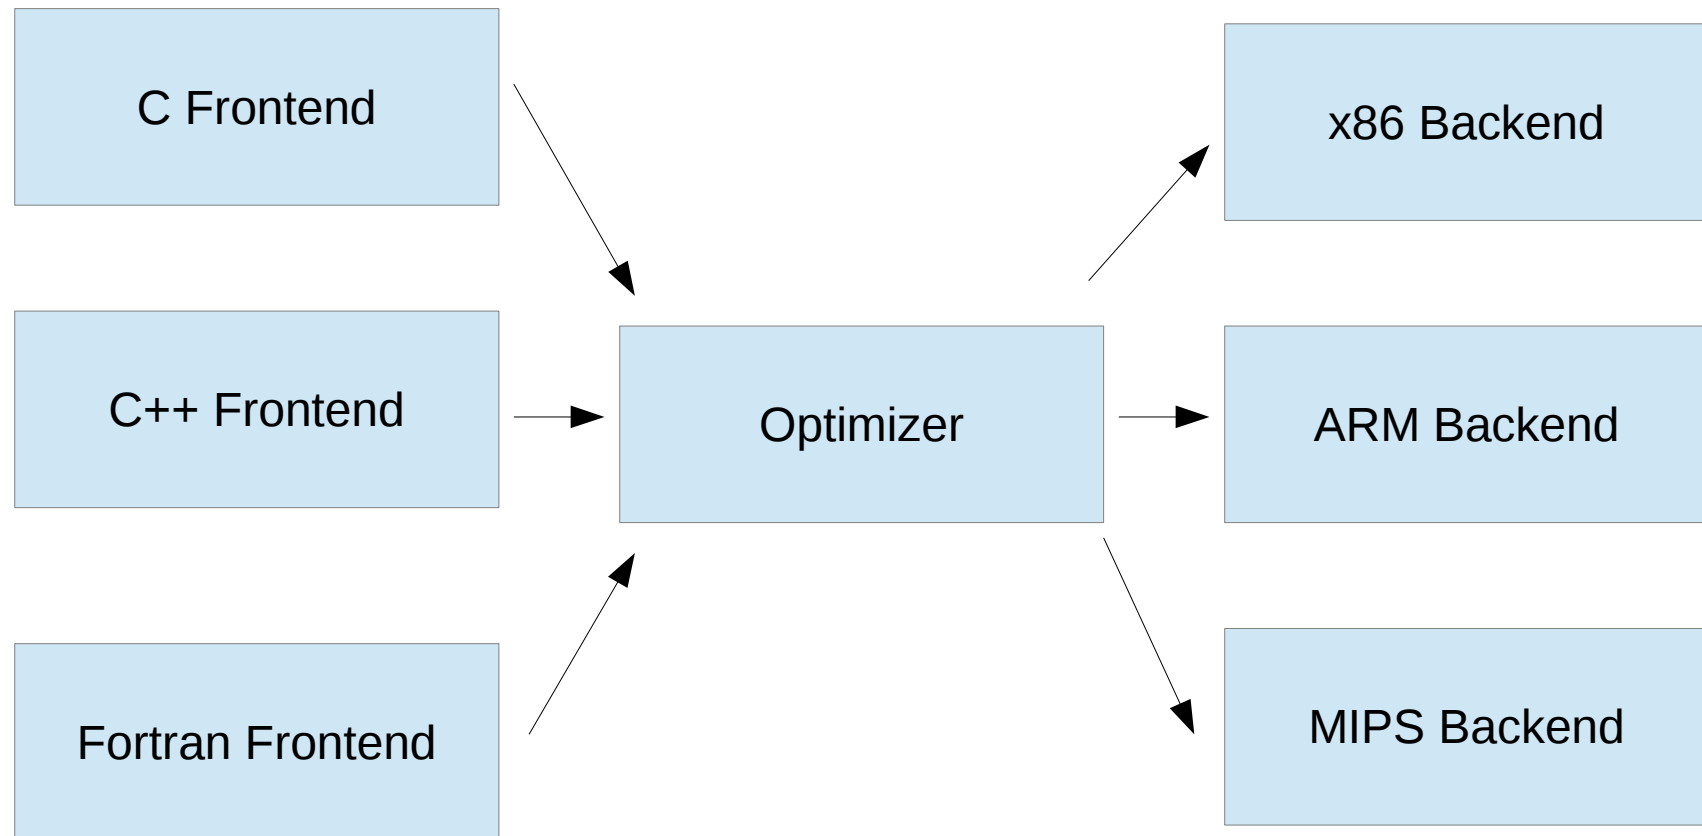 C Frontend
x86 Backend
C++ Frontend
Optimizer
ARM Backend
Fortran Frontend
MIPS Backend